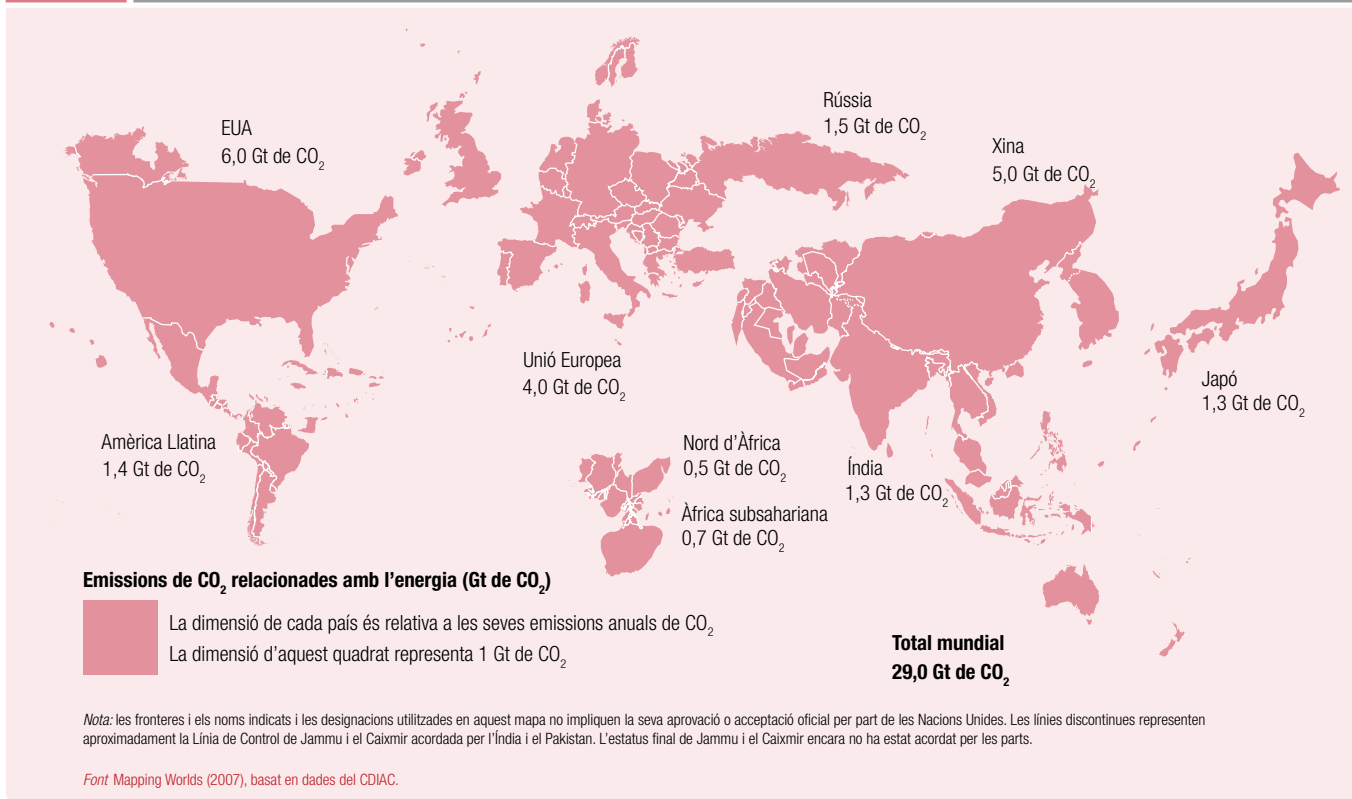 EUA
6,0 Gt de CO₂
Rússia
1,5 Gt de CO₂
Xina
5,0 Gt de CO₂
Unió Europea
4,0 Gt de CO₂
Japó
1,3 Gt de CO₂
Amèrica Llatina
1,4 Gt de CO₂
Nord d’Àfrica
0,5 Gt de CO₂
Índia
1,3 Gt de CO₂
Àfrica subsahariana
0,7 Gt de CO₂
Emissions de CO₂ relacionades amb l’energia (Gt de CO₂)
La dimensió de cada país és relativa a les seves emissions anuals de CO₂
La dimensió d’aquest quadrat representa 1 Gt de CO₂
Total mundial
29,0 Gt de CO₂
Nota: les fronteres i els noms indicats i les designacions utilitzades en aquest mapa no impliquen la seva aprovació o acceptació oficial per part de les Nacions Unides. Les línies discontinues representen
aproximadament la Línia de Control de Jammu i el Caixmir acordada per l’Índia i el Pakistan. L’estatus final de Jammu i el Caixmir encara no ha estat acordat per les parts.
Font Mapping Worlds (2007), basat en dades del CDIAC.